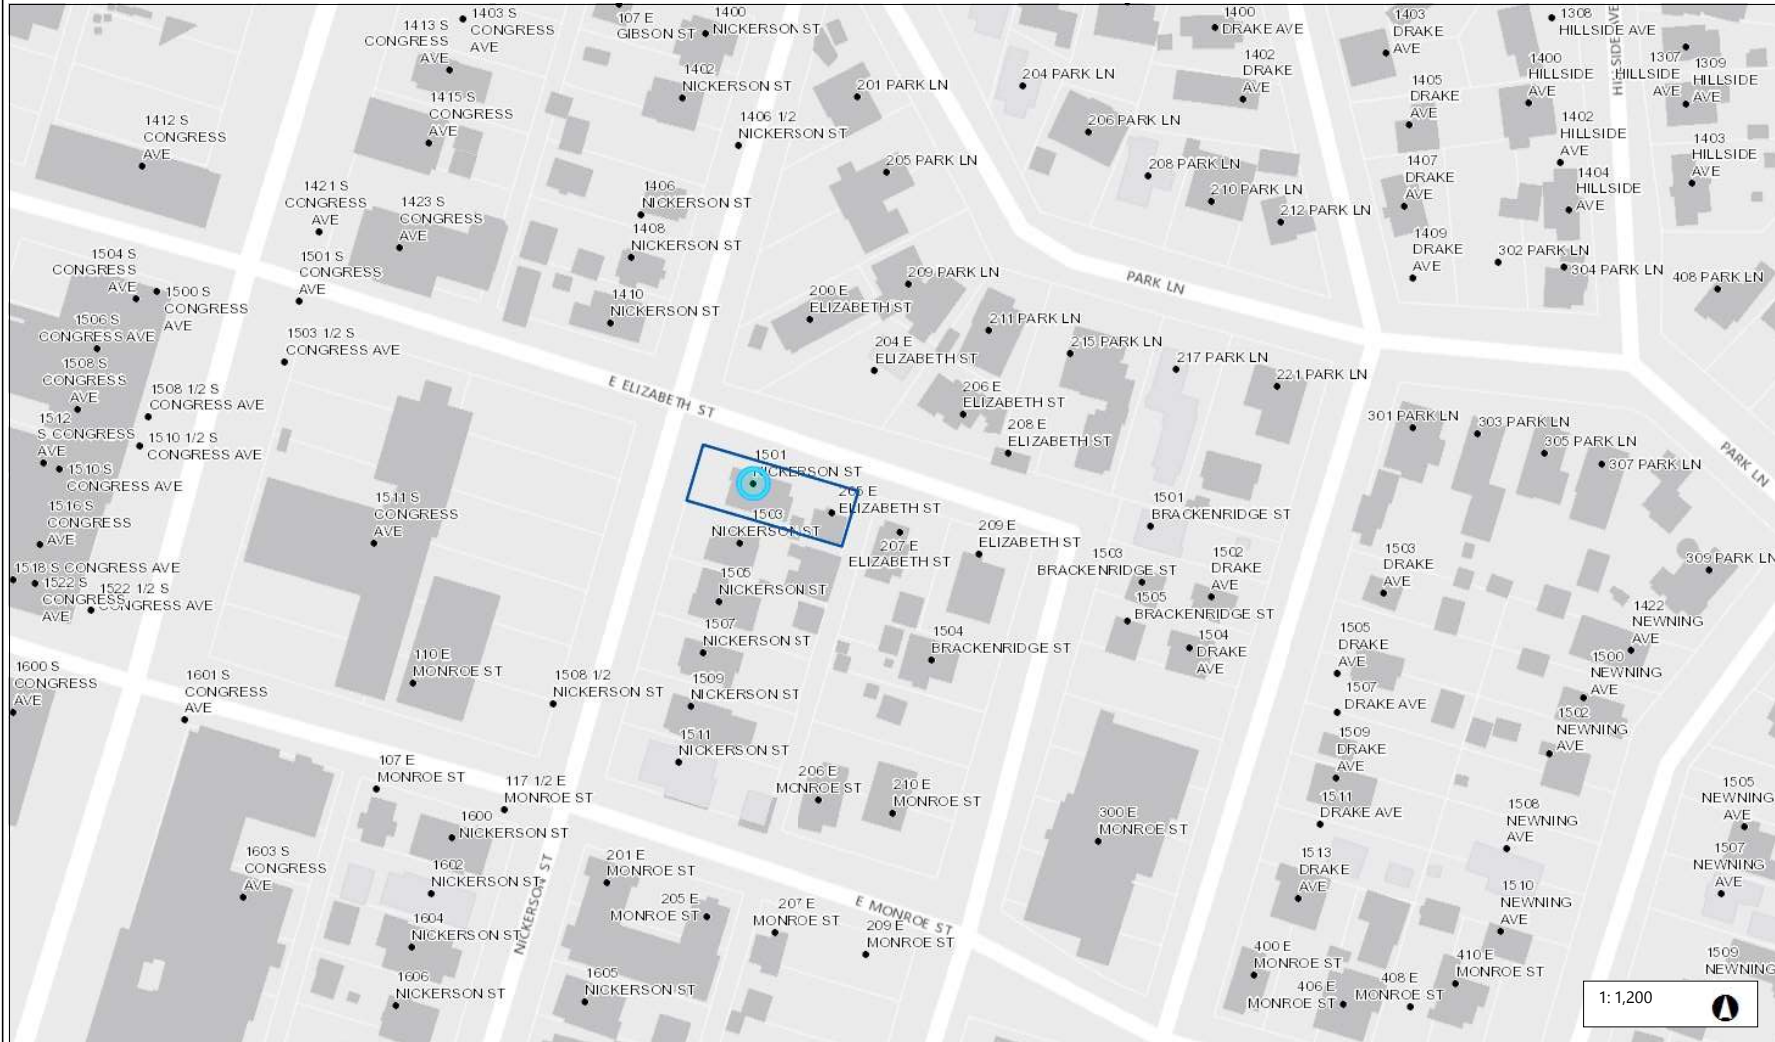 1403 S
CONGRESS
AVE
1413 S
CONGRESS
AVE
107 E
GIBSON ST
1400
NICKERSON ST
1402
NICKERSON ST
1415 S
CONGRESS
AVE
1412 S
CONGRESS
AVE
201 PARK LN
204 PARK LN
1400
DRAKE AVE
1402
DRAKE
AVE
1403
DRAKE
AVE
1405
DRAKE
AVE
1308
HILLSIDE AVE
HILLSIDE AVE
1400
HILLSIDE
AVE
1307
HILLSIDE
AVE
1309
HILLSIDE
AVE
1406 1/2
NICKERSON ST
205 PARK LN
206 PARK LN
208 PARK LN
210 PARK LN
212 PARK LN
1407
DRAKE
AVE
1402
HILLSIDE
AVE
1403
HILLSIDE
AVE
1404
HILLSIDE
AVE
1421 S
CONGRESS
AVE
1423 S
CONGRESS
AVE
1406
NICKERSON ST
1408
NICKERSON ST
1409
DRAKE
AVE
302 PARK LN
304 PARK LN
408 PARK LN
1504 S
CONGRESS
AVE
1500 S
CONGRESS
AVE
1501 S
CONGRESS
AVE
1410
NICKERSON ST
200 E
ELIZABETH ST
209 PARK LN
PARK LN
1506 S
CONGRESS AVE
1503 1/2 S
CONGRESS AVE
211 PARK LN
215 PARK LN
217 PARK LN
221 PARK LN
1508 S
CONGRESS
AVE
1508 1/2 S
CONGRESS AVE
E ELIZABETH ST
204 E
ELIZABETH ST
206 E
ELIZABETH ST
208 E
ELIZABETH ST
301 PARK LN
303 PARK LN
305 PARK LN
307 PARK LN
PARK LN
1512
S CONGRESS
AVE
1510 1/2 S
CONGRESS AVE
1510 S
CONGRESS AVE
1501
NICKERSON ST
205 E
ELIZABETH ST
1516 S
CONGRESS
AVE
1511 S
CONGRESS
AVE
1503
NICKERSON ST
207 E
ELIZABETH ST
209 E
ELIZABETH ST
1501
BRACKENRIDGE ST
1503
BRACKENRIDGE ST
1502
DRAKE
AVE
1503
DRAKE
AVE
309 PARK LN
1518 S CONGRESS AVE
1522 S
CONGRESS
AVE
1522 1/2 S
CONGRESS AVE
1505
NICKERSON ST
1505
BRACKENRIDGE ST
1507
NICKERSON ST
1504
BRACKENRIDGE ST
1504
DRAKE
AVE
1505
DRAKE
AVE
1422
NEWNING
AVE
1500
NEWNING
AVE
1600 S
CONGRESS
AVE
1601 S
CONGRESS
AVE
110 E
MONROE ST
1508 1/2
NICKERSON ST
1509
NICKERSON ST
1507
DRAKE AVE
1502
NEWNING
AVE
1509
DRAKE
AVE
1511
NICKERSON ST
107 E
MONROE ST
117 1/2 E
MONROE ST
206 E
MONROE ST
210 E
MONROE ST
300 E
MONROE ST
1511
DRAKE AVE
1508
NEWNING
AVE
1505
NEWNING
AVE
1600
NICKERSON ST
1603 S
CONGRESS
AVE
1602
NICKERSON ST
NICKERSON ST
201 E
MONROE ST
205 E
MONROE ST
207 E
MONROE ST
209 E
MONROE ST
E MONROE ST
1513
DRAKE
AVE
1510
NEWNING
AVE
1507
NEWNING
AVE
1604
NICKERSON ST
1606
NICKERSON ST
1605
NICKERSON ST
400 E
MONROE ST
406 E
MONROE ST
408 E
MONROE ST
410 E
MONROE ST
1509
NEWNING
1: 1,200